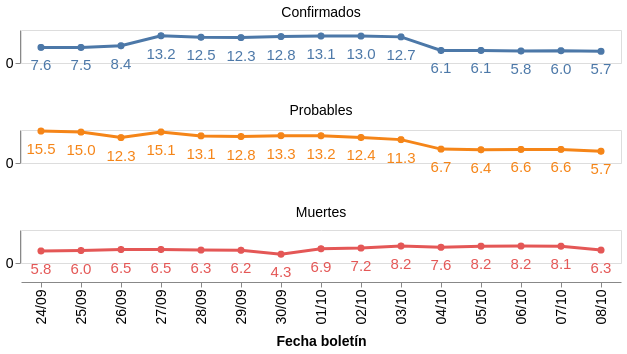 Confirmados
0
7.6 7.5 8.4 13.2 12.5 12.3 12.8 13.1 13.0 12.7 6.1 6.1 5.8 6.0 5.7
Probables
0
15.5 15.0 12.3 15.1 13.1 12.8 13.3 13.2 12.4 11.3 6.7 6.4 6.6 6.6 5.7
Muertes
0
5.8 6.0 6.5 6.5 6.3 6.2 4.3 6.9 7.2 8.2 7.6 8.2 8.2 8.1 6.3
24/09 25/09 26/09 27/09 28/09 29/09 30/09 01/10 02/10 03/10 04/10 05/10 06/10 07/10 08/10
Fecha boletín